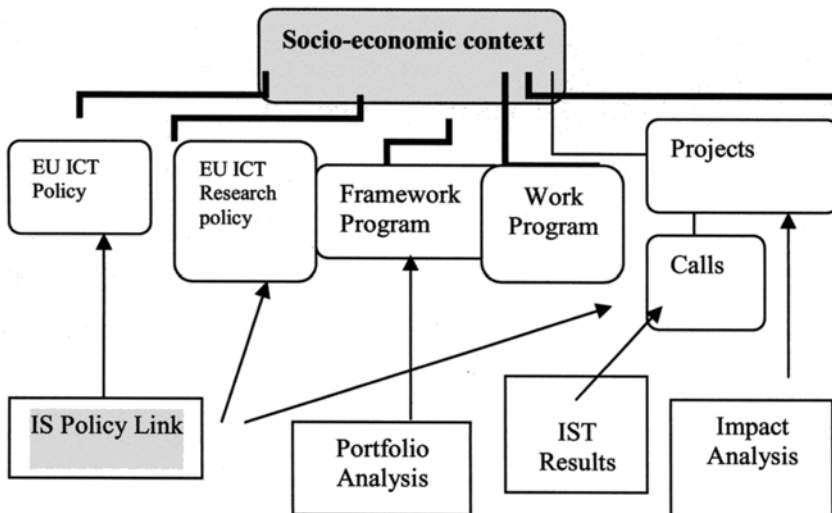 Socio-economic context
EU ICT
Policy
EU ICT
Research
policy
Framework
Program
Work
Program
Projects
Calls
IS Policy Link
Portfolio
Analysis
IST
Results
Impact
Analysis